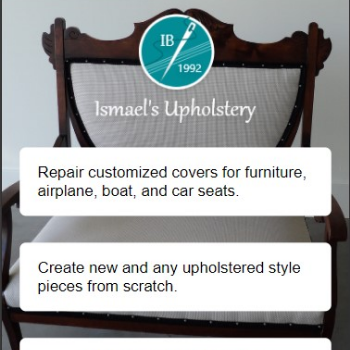 IB
1992
Ismael's Upholstery
Repair customized covers for furniture,
airplane, boat, and car seats.
Create new and any upholstered style
pieces from scratch.